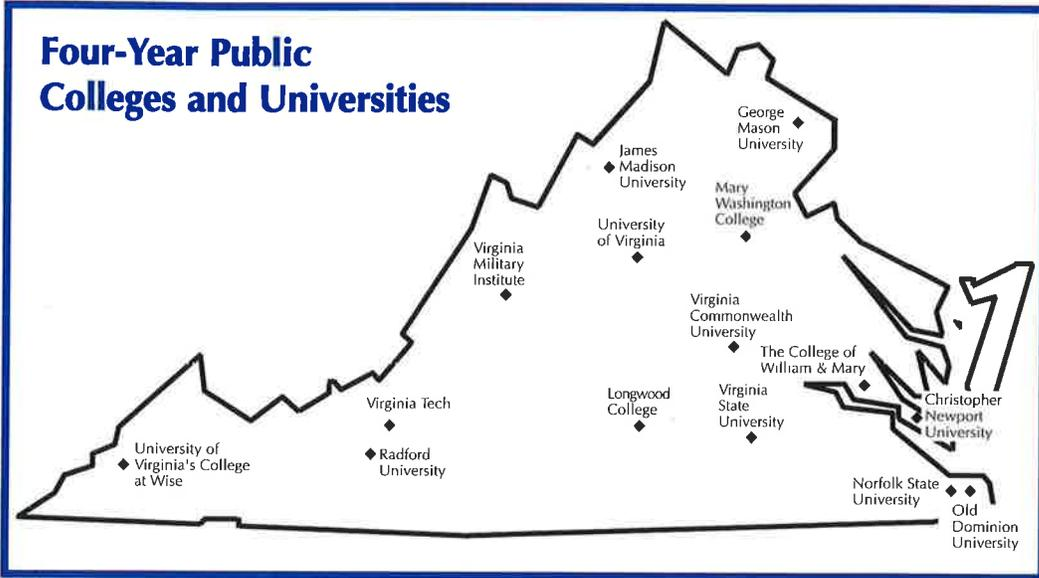 Four-Year Public
Colleges and Universities
George
Mason
University
James
Madison
University
Mary
Washington
College
University
of Virginia
Virginia
Military
Institute
Virginia
Commonwealth
University
The College of
William & Mary
Virginia Tech
Longwood
College
Virginia
State
University
Christopher
Newport
University
University of
Virginia's College
at Wise
Radford
University
Norfolk State
University
Old
Dominion
University